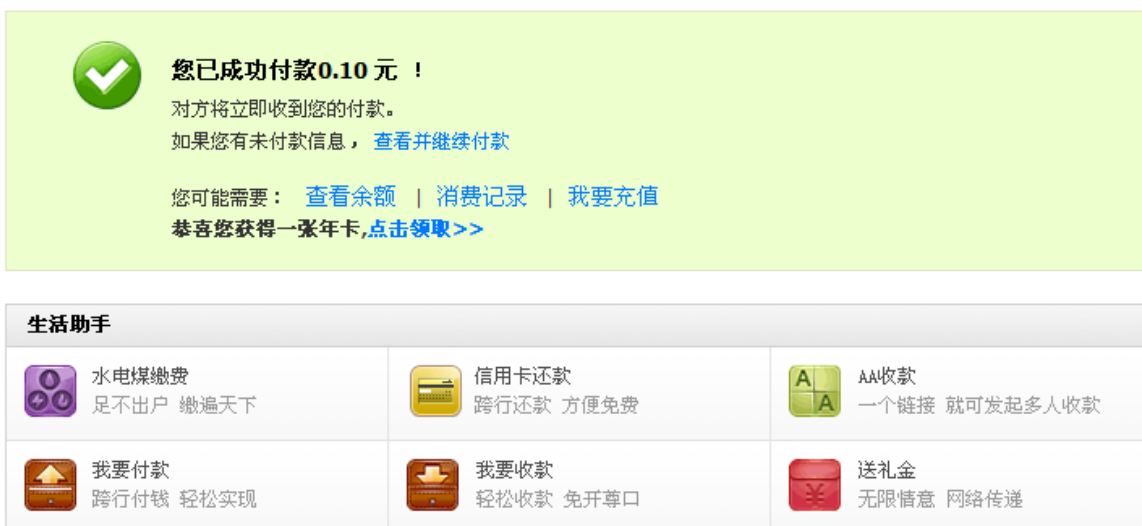 您已成功付款0.10 元 ！
对方将立即收到您的付款。
如果您有未付款信息， 查看并继续付款
您可能需要： 查看余额 | 消费记录 | 我要充值
恭喜您获得一张年卡,点击领取>>
生活助手
水电煤缴费
足不出户 缴遍天下
信用卡还款
跨行还款 方便免费
AA收款
一个链接 就可发起多人收款
我要付款
跨行付钱 轻松实现
我要收款
轻松收款 免开尊口
送礼金
无限情意 网络传递